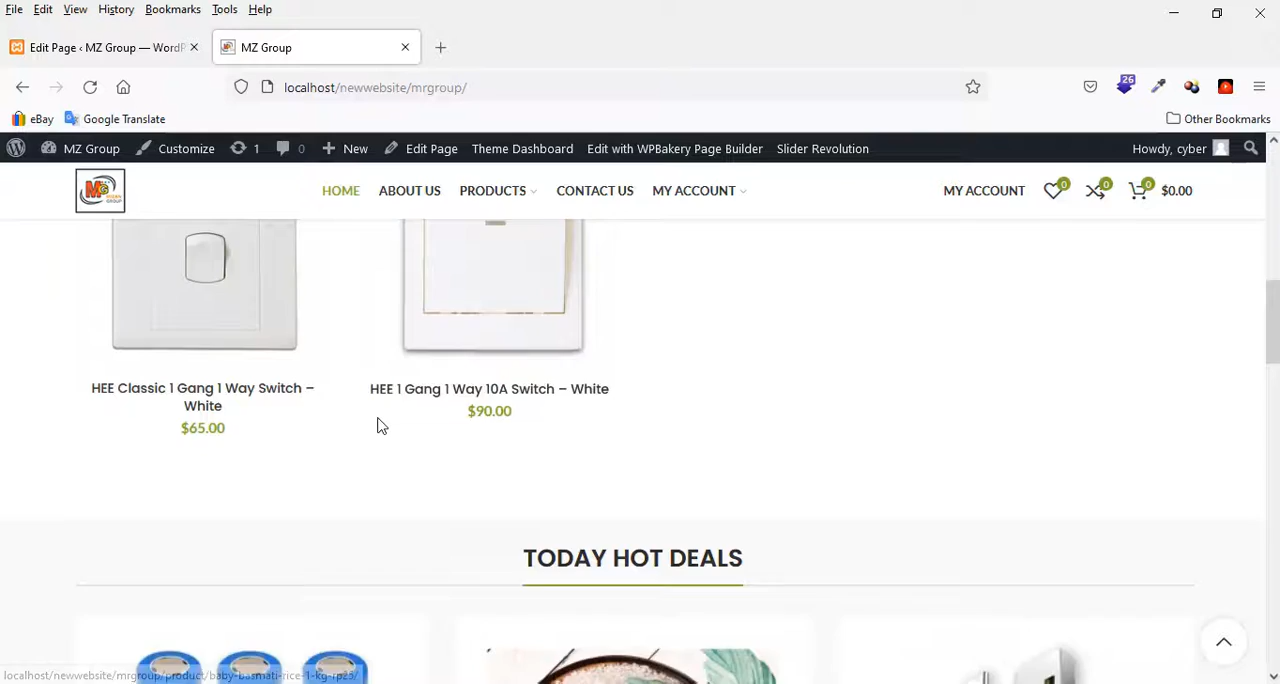 File Edit View History Bookmarks Tools Help
Edit Page ‹ MZ Group — WordP
MZ Group
localhost/newwebsite/mrgroup/
26
eBay Google Translate Other Bookmarks
MZ Group Customize 1 0 New Edit Page Theme Dashboard Edit with WPBakery Page Builder Slider Revolution Howdy, cyber
MG HOME ABOUT US PRODUCTS CONTACT US MY ACCOUNT MY ACCOUNT 0 0 0 $0.00
HEE Classic 1 Gang 1 Way Switch –
White
$65.00
HEE 1 Gang 1 Way 10A Switch – White
$90.00
TODAY HOT DEALS
localhost/newwebsite/mrgroup/product/baby-basmati-rice-1-kg-rp25/